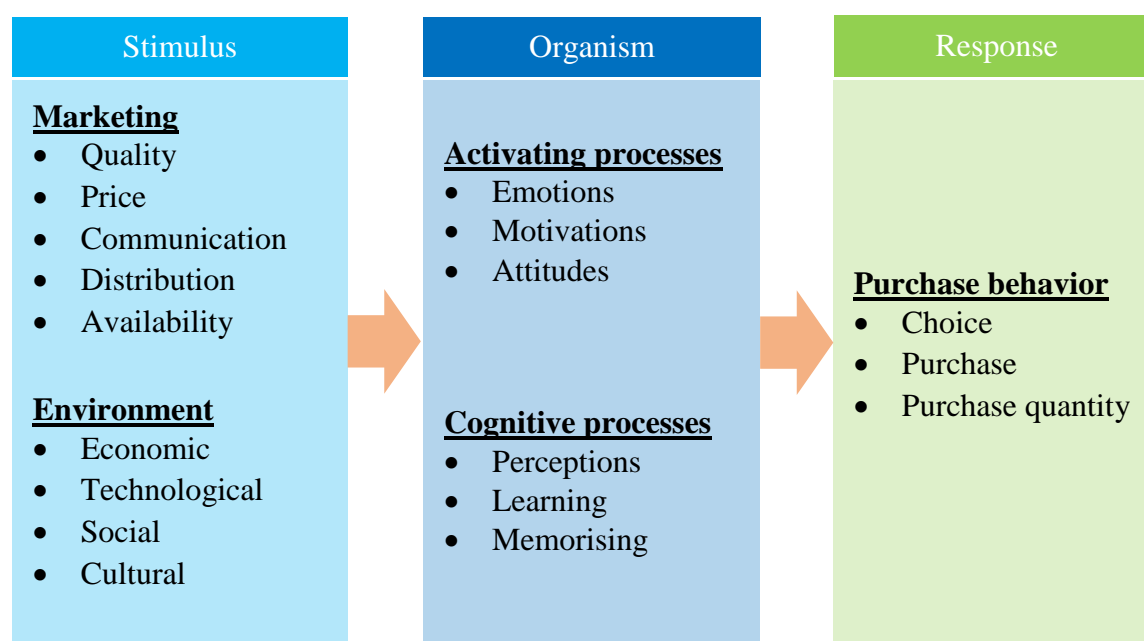 Stimulus
Marketing
• Quality
• Price
• Communication
• Distribution
• Availability
Environment
• Economic
• Technological
• Social
• Cultural
Organism
Activating processes
• Emotions
• Motivations
• Attitudes
Cognitive processes
• Perceptions
• Learning
• Memorising
Response
Purchase behavior
• Choice
• Purchase
• Purchase quantity